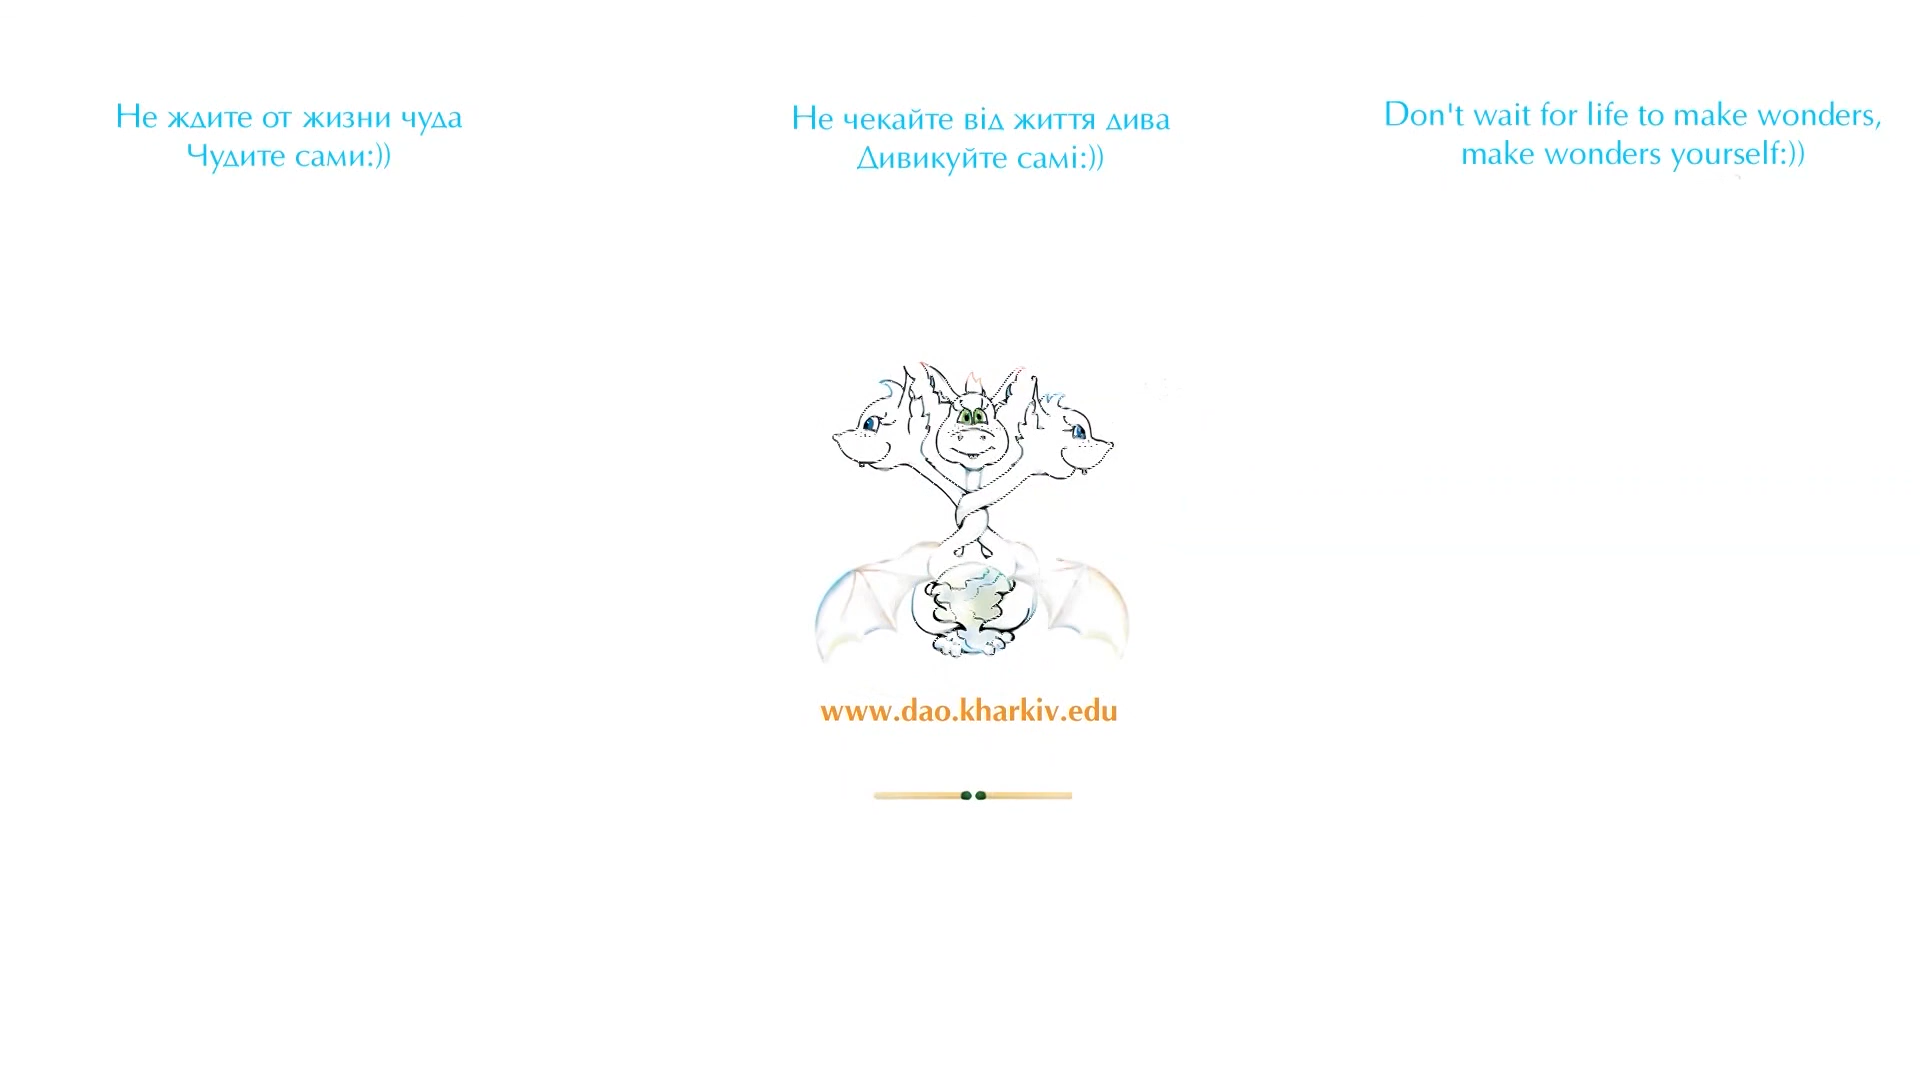 Не ждите от жизни чуда
Чудите сами:))
Не чекайте від життя дива
Дивикуйте самі:))
Don't wait for life to make wonders,
make wonders yourself:))
www.dao.kharkiv.edu